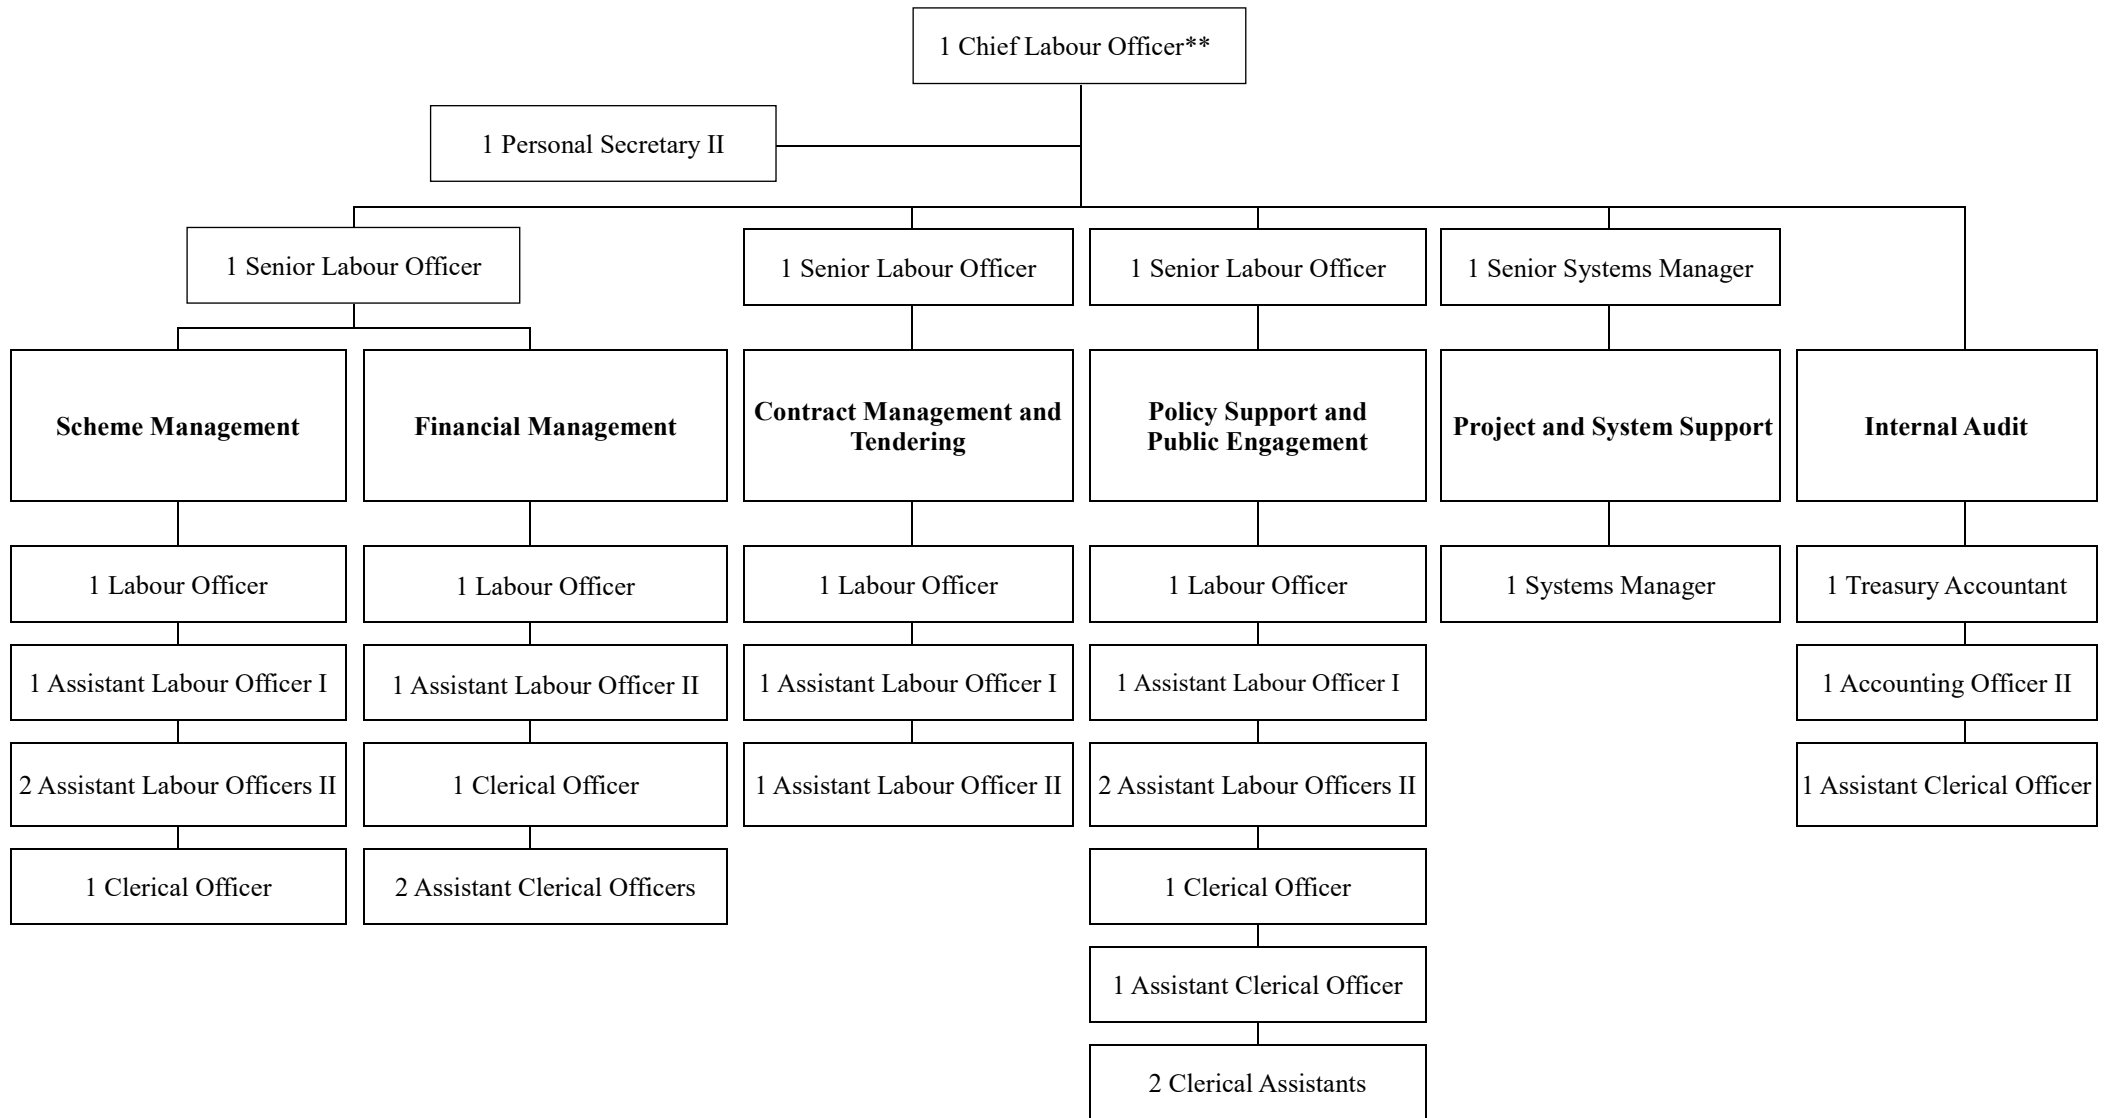 1 Chief Labour Officer**
1 Personal Secretary II
1 Senior Labour Officer
1 Senior Labour Officer
1 Senior Labour Officer
1 Senior Systems Manager
Scheme Management
Financial Management
Contract Management and
Tendering
Policy Support and
Public Engagement
Project and System Support
Internal Audit
1 Labour Officer
1 Labour Officer
1 Labour Officer
1 Labour Officer
1 Systems Manager
1 Treasury Accountant
1 Assistant Labour Officer I
1 Assistant Labour Officer II
1 Assistant Labour Officer I
1 Assistant Labour Officer I
1 Accounting Officer II
2 Assistant Labour Officers II
1 Clerical Officer
1 Assistant Labour Officer II
2 Assistant Labour Officers II
1 Assistant Clerical Officer
1 Clerical Officer
2 Assistant Clerical Officers
1 Clerical Officer
1 Assistant Clerical Officer
2 Clerical Assistants